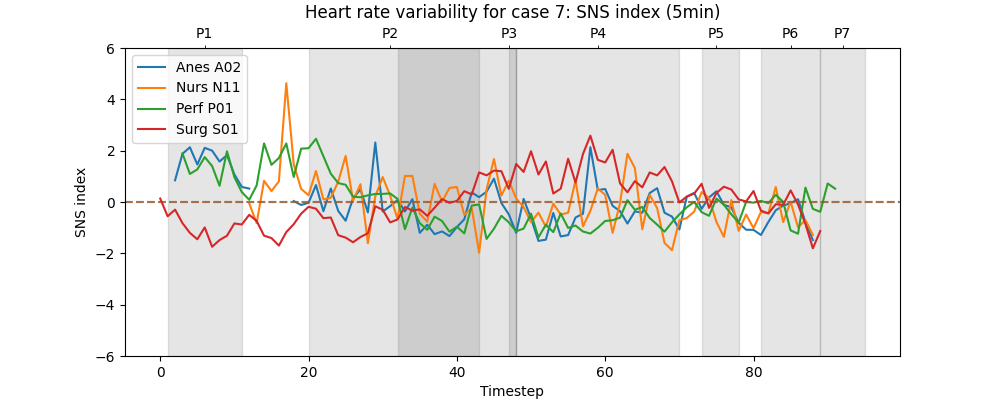 Heart rate variability for case 7: SNS index (5min)
P1 P2 P3 P4 P5 P6 P7
6
4
2
0
−2
−4
−6
SNS index
Anes A02
Nurs N11
Perf P01
Surg S01
0 20 40 60 80
Timestep